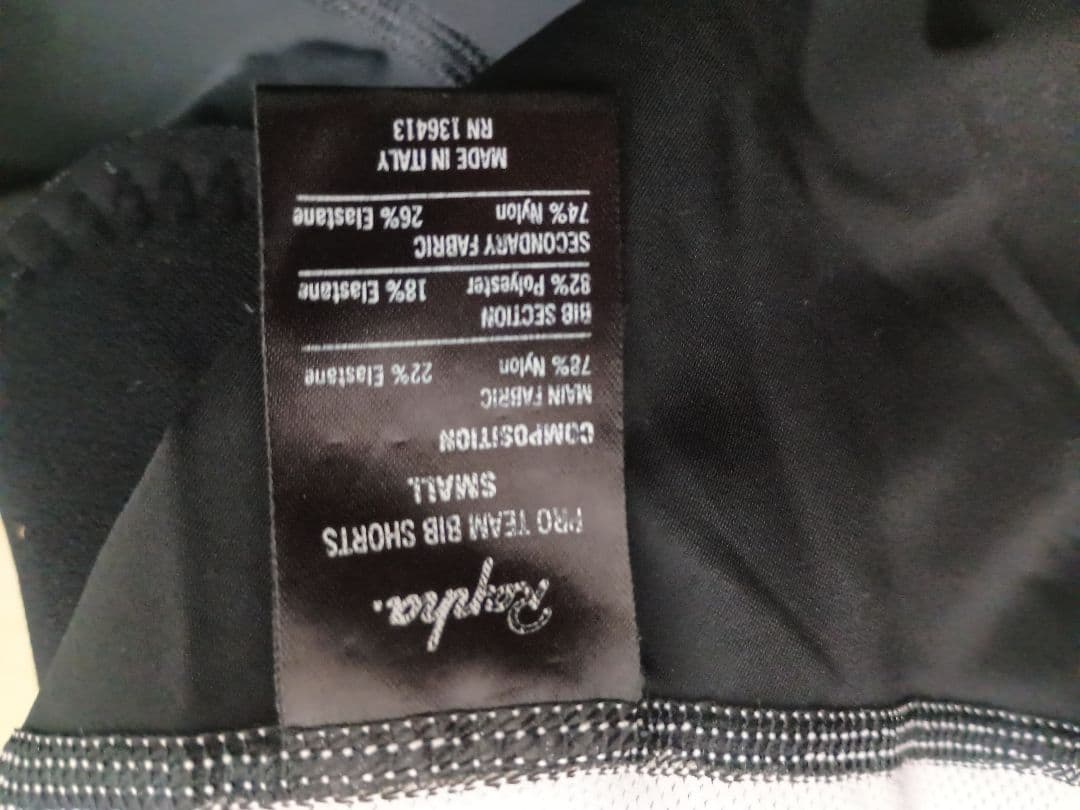 Rapha.
PRO TEAM BIB SHORTS
SMALL
COMPOSITION
MAIN FABRIC
78% Nylon 22% Elastane
BIB SECTION
82% Polyester 18% Elastane
SECONDARY FABRIC
74% Nylon 26% Elastane
MADE IN ITALY
RN 136413